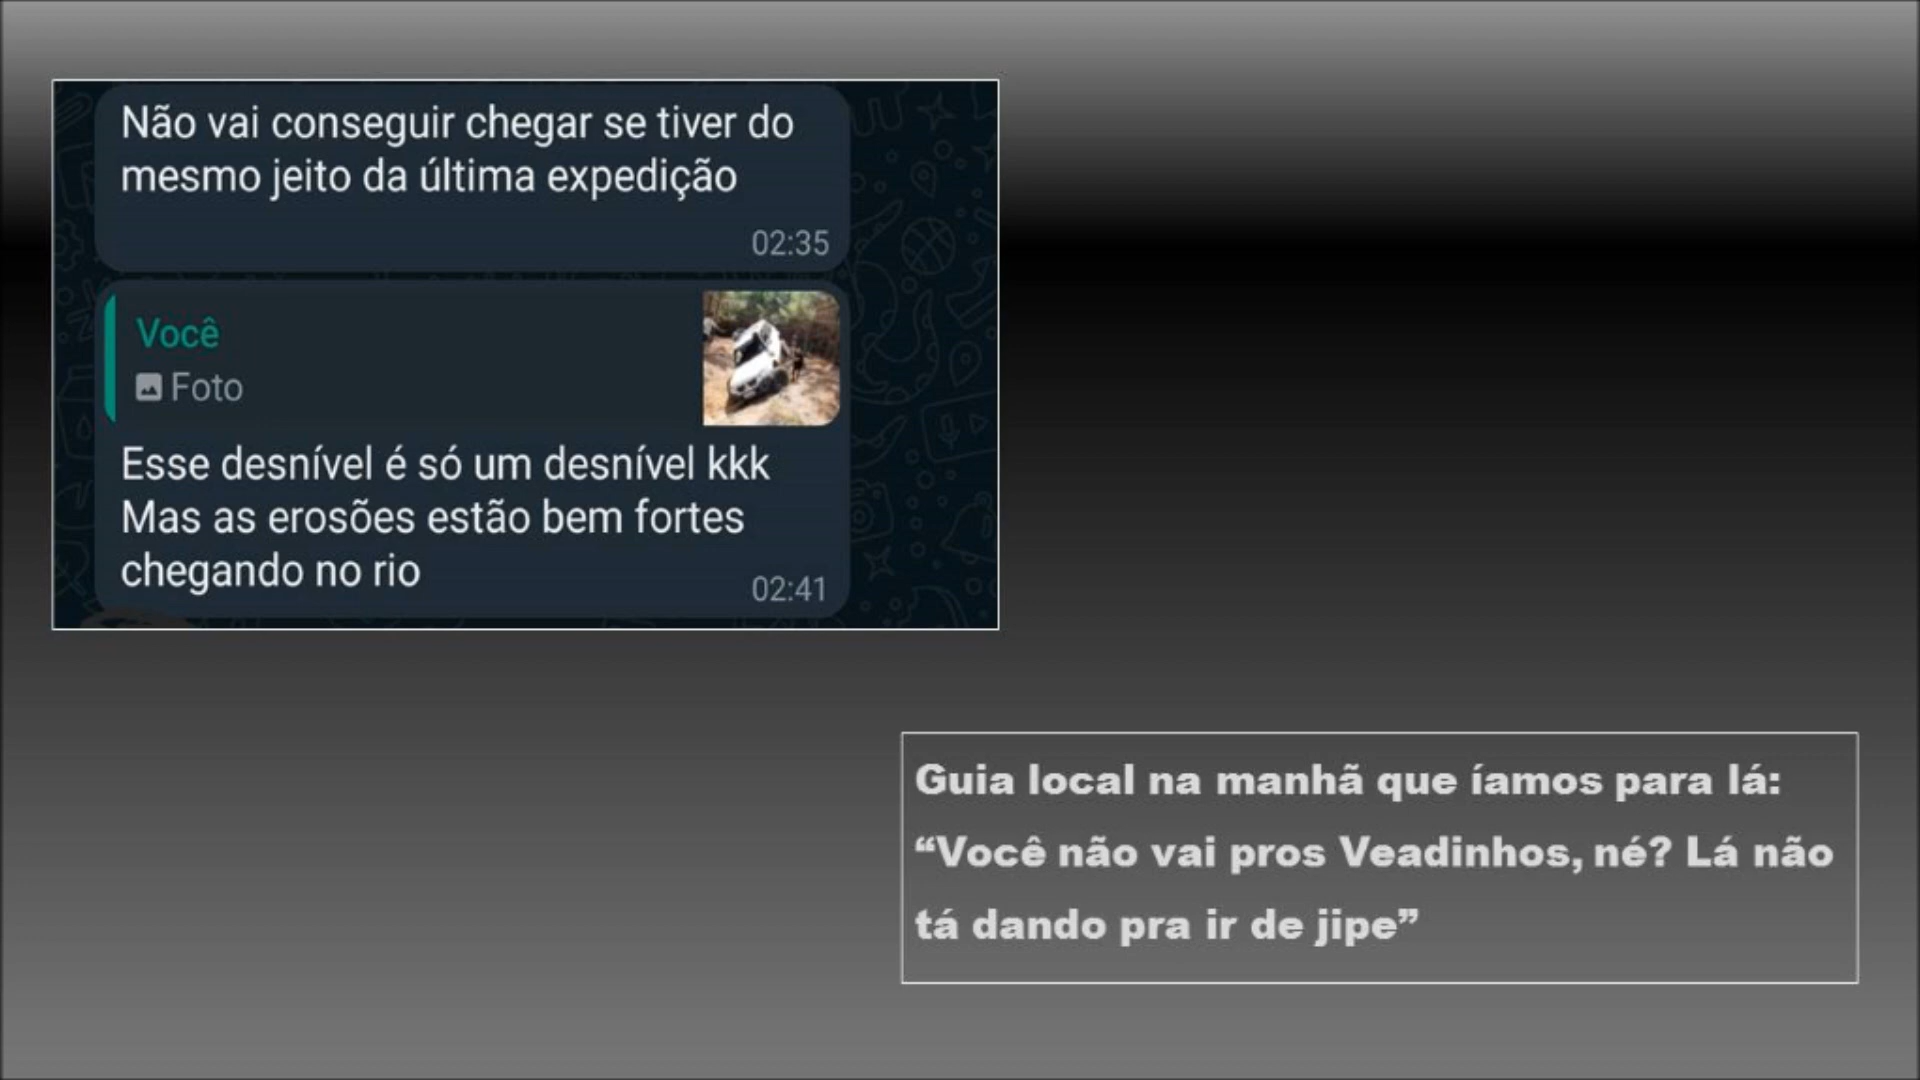 Não vai conseguir chegar se tiver do
mesmo jeito da última expedição
02:35
Você
Foto
Esse desnível é só um desnível kkk
Mas as erosões estão bem fortes
chegando no rio
02:41
Guia local na manhã que íamos para lá:
“Você não vai pros Veadinhos, né? Lá não
tá dando pra ir de jipe”